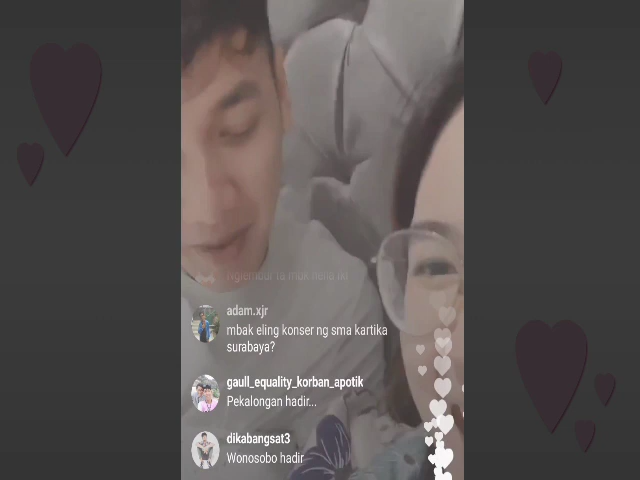 adam.xjr
mbak eling konser ng sma kartika
surabaya?
gaull_equality_korban_apotik
Pekalongan hadir...
dikabangsat3
Wonosobo hadir